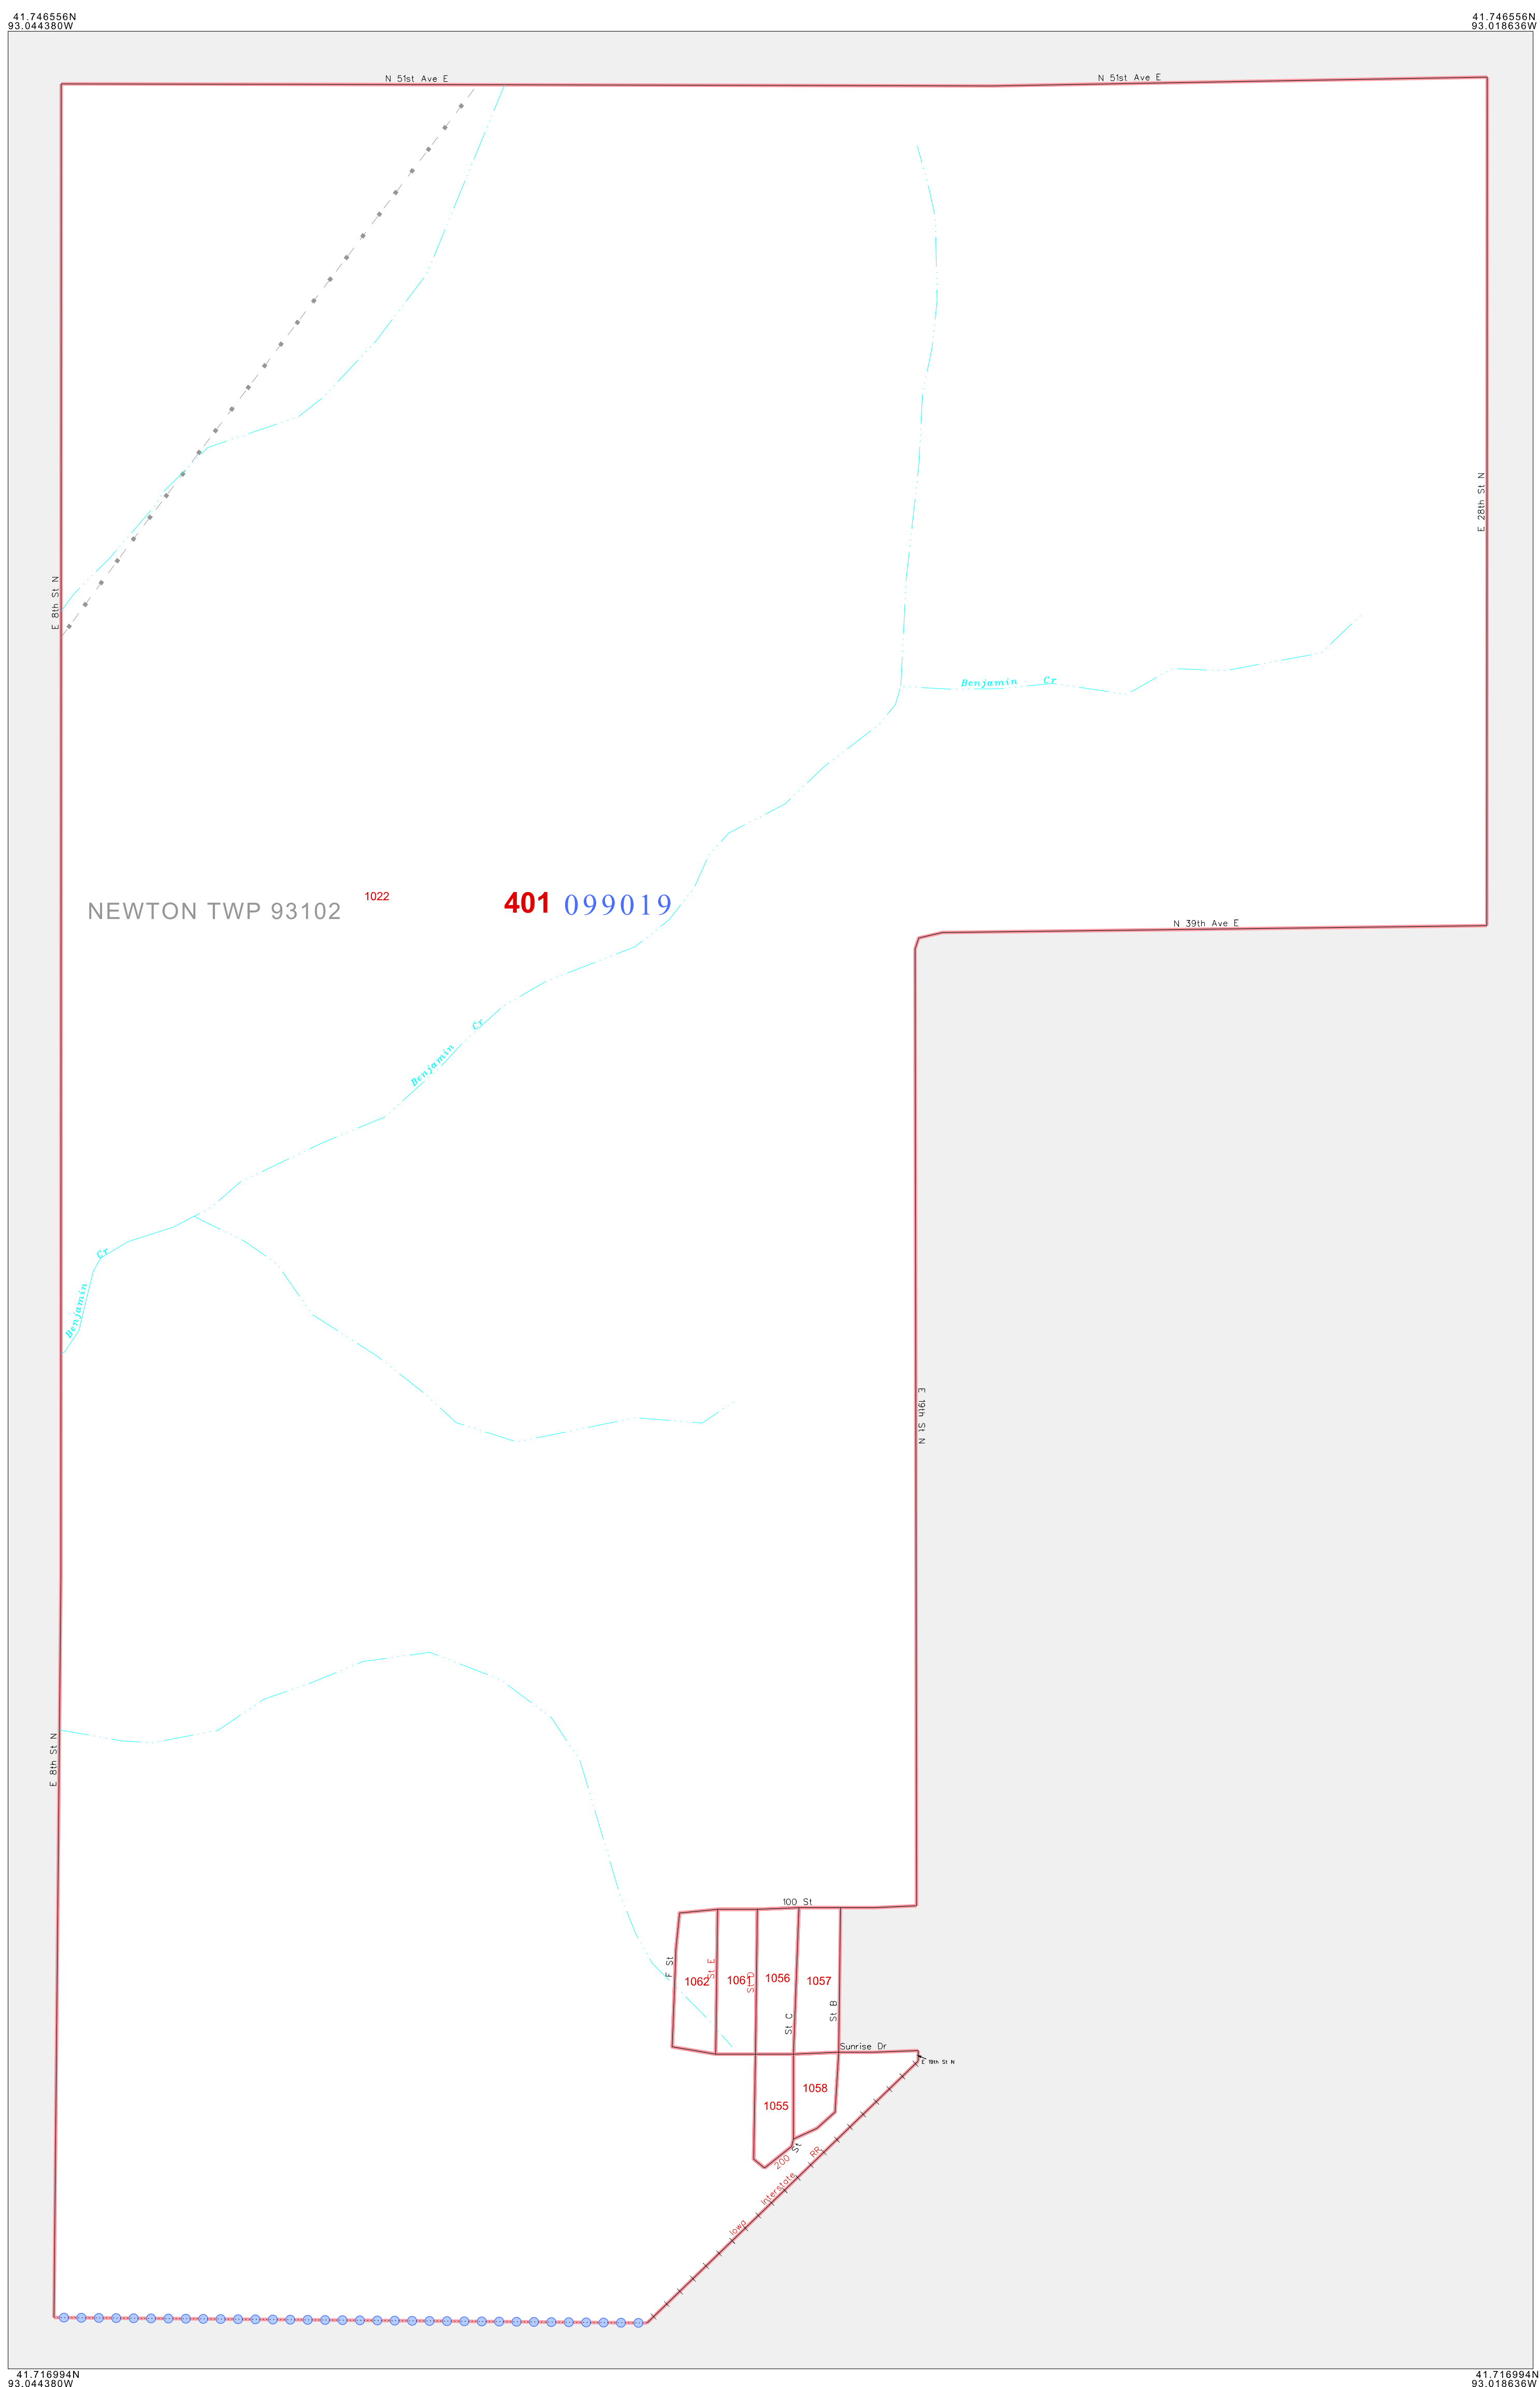 41.746556N
93.044380W
41.746556N
93.018636W
N 51st Ave E
N 51st Ave E
E 28th St N
E 8th St N
Benjamin Cr
NEWTON TWP 93102
1022
401
099019
N 39th Ave E
Benjamin Cr
Benjamin Cr
E 19th St N
E 8th St N
100 St
F St
1062
St E
1061
St D
1056
1057
St C
St B
Sunrise Dr
E 19th St N
1058
1055
200 St
Iowa Interstate RR
41.716994N
93.044380W
41.716994N
93.018636W